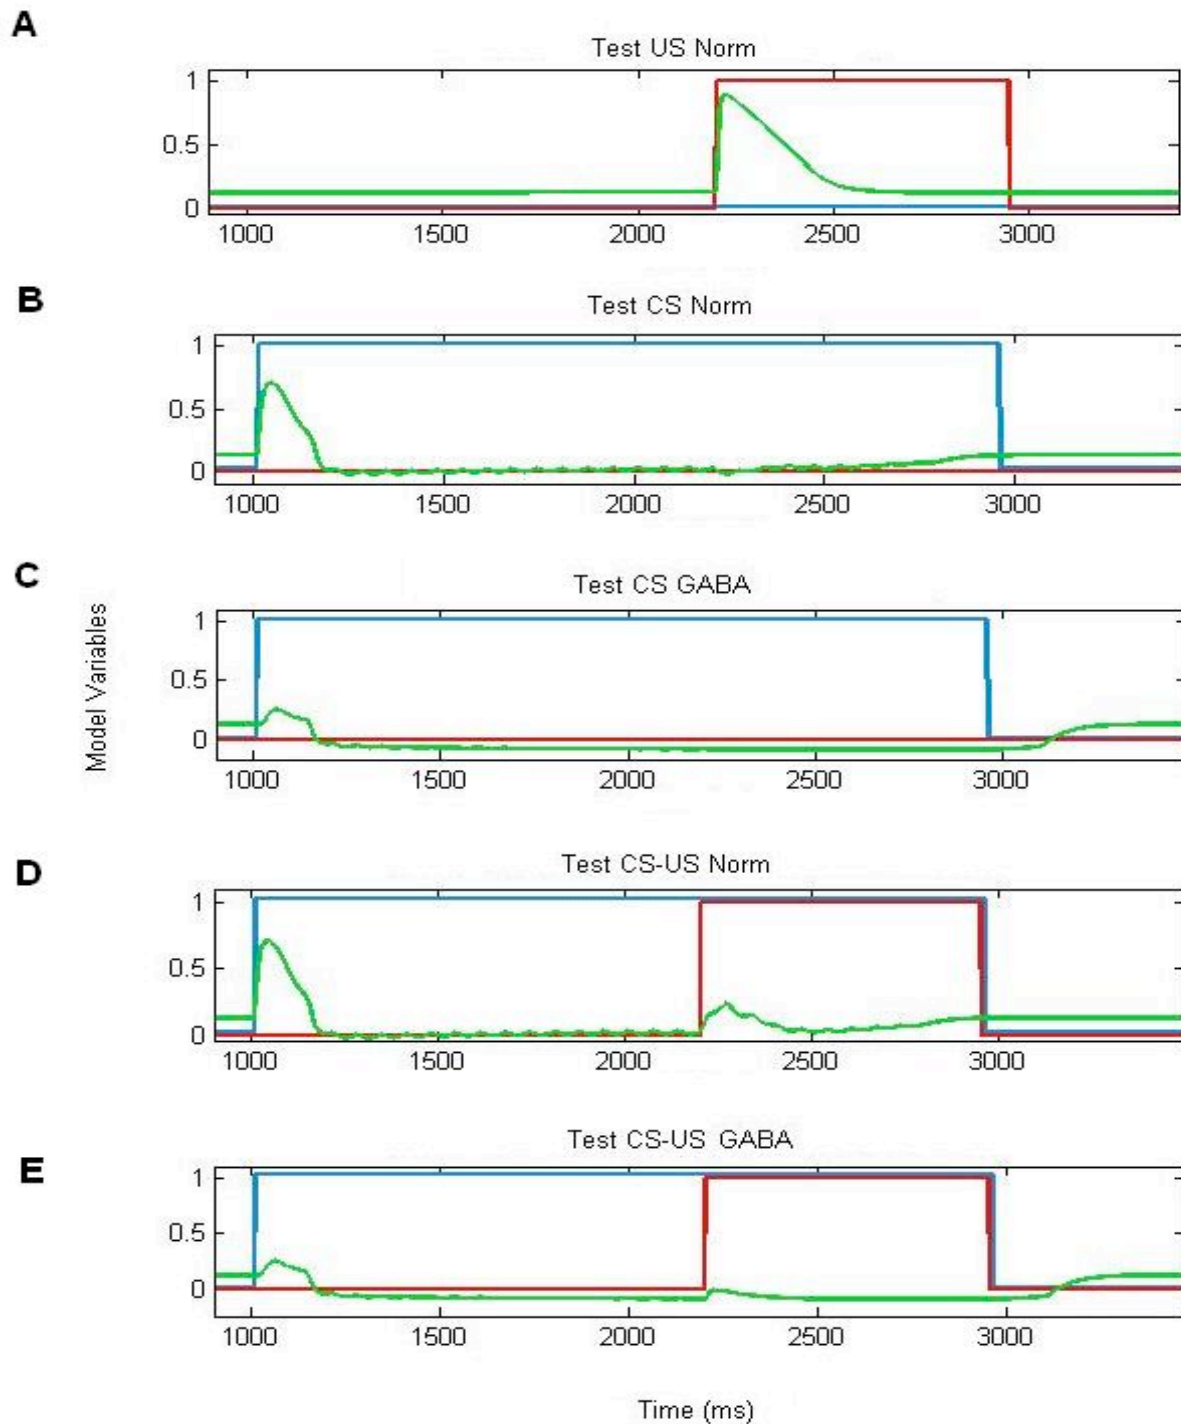 A
Test US Norm
1
0.5
0
1000 1500 2000 2500 3000
B
Test CS Norm
1
0.5
0
1000 1500 2000 2500 3000
C
Test CS GABA
1
0.5
0
1000 1500 2000 2500 3000
Model Variables
D
Test CS-US Norm
1
0.5
0
1000 1500 2000 2500 3000
E
Test CS-US GABA
1
0.5
0
1000 1500 2000 2500 3000
Time (ms)